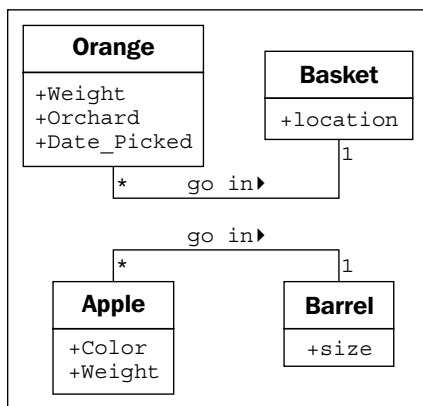 Orange
+Weight
+Orchard
+Date_Picked
Basket
+location
* go in▶ 1
go in▶
* 1
Apple
+Color
+Weight
Barrel
+size